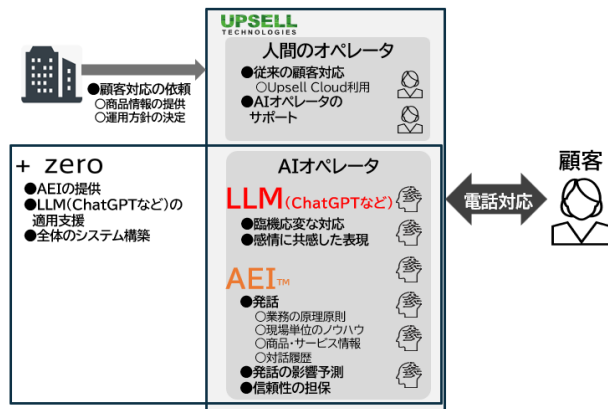 UPSELL
TECHNOLOGIES
人間のオペレータ
●従来の顧客対応
○Upsell Cloud利用
●AIオペレータの
サポート
●顧客対応の依頼
○商品情報の提供
○運用方針の決定
+ zero
●AEIの提供
●LLM(ChatGPTなど)の
適用支援
●全体のシステム構築
AIオペレータ
LLM(ChatGPTなど)
●臨機応変な対応
●感情に共感した表現
AEI™
●発話
○業務の原理原則
○現場単位のノウハウ
○商品・サービス情報
○対話履歴
●発話の影響予測
●信頼性の担保
電話対応
顧客